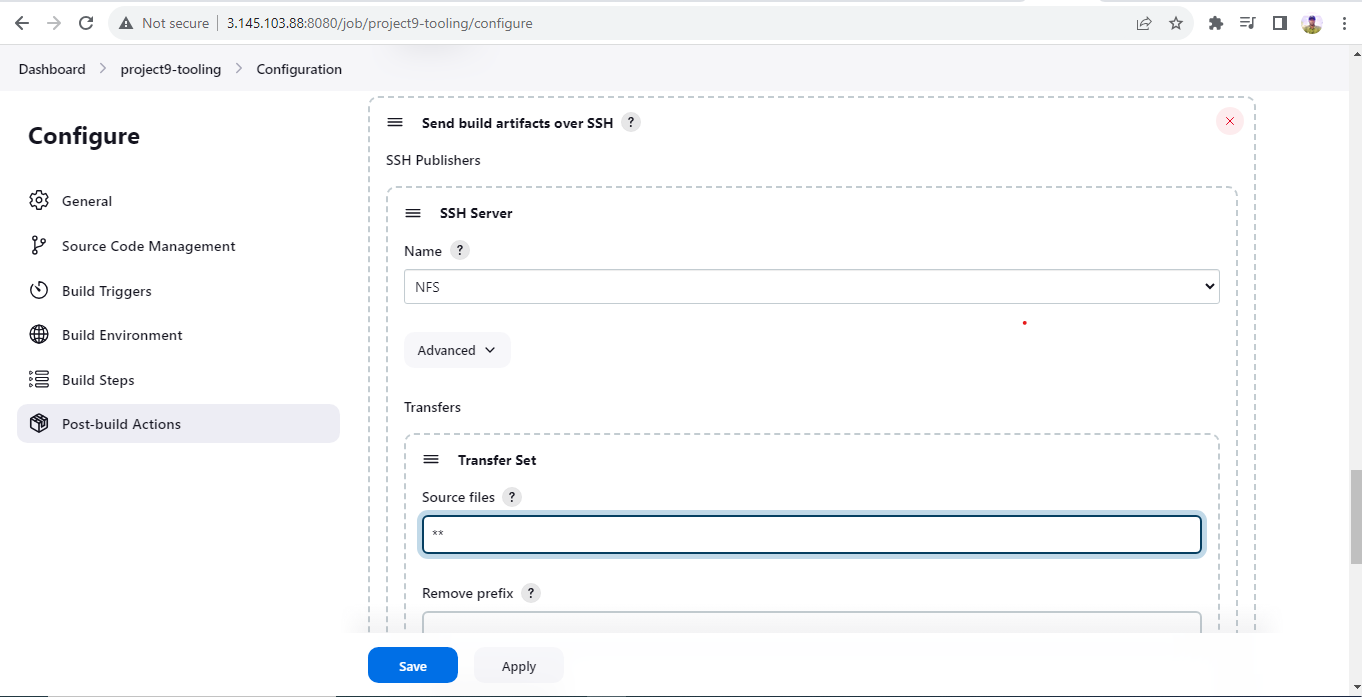 Not secure 3.145.103.88:8080/job/project9-tooling/configure
Dashboard project9-tooling Configuration
Configure
General
Source Code Management
Build Triggers
Build Environment
Build Steps
Post-build Actions
Send build artifacts over SSH ?
SSH Publishers
SSH Server
Name ?
NFS
Advanced
Transfers
Transfer Set
Source files ?
**
Remove prefix ?
Save Apply